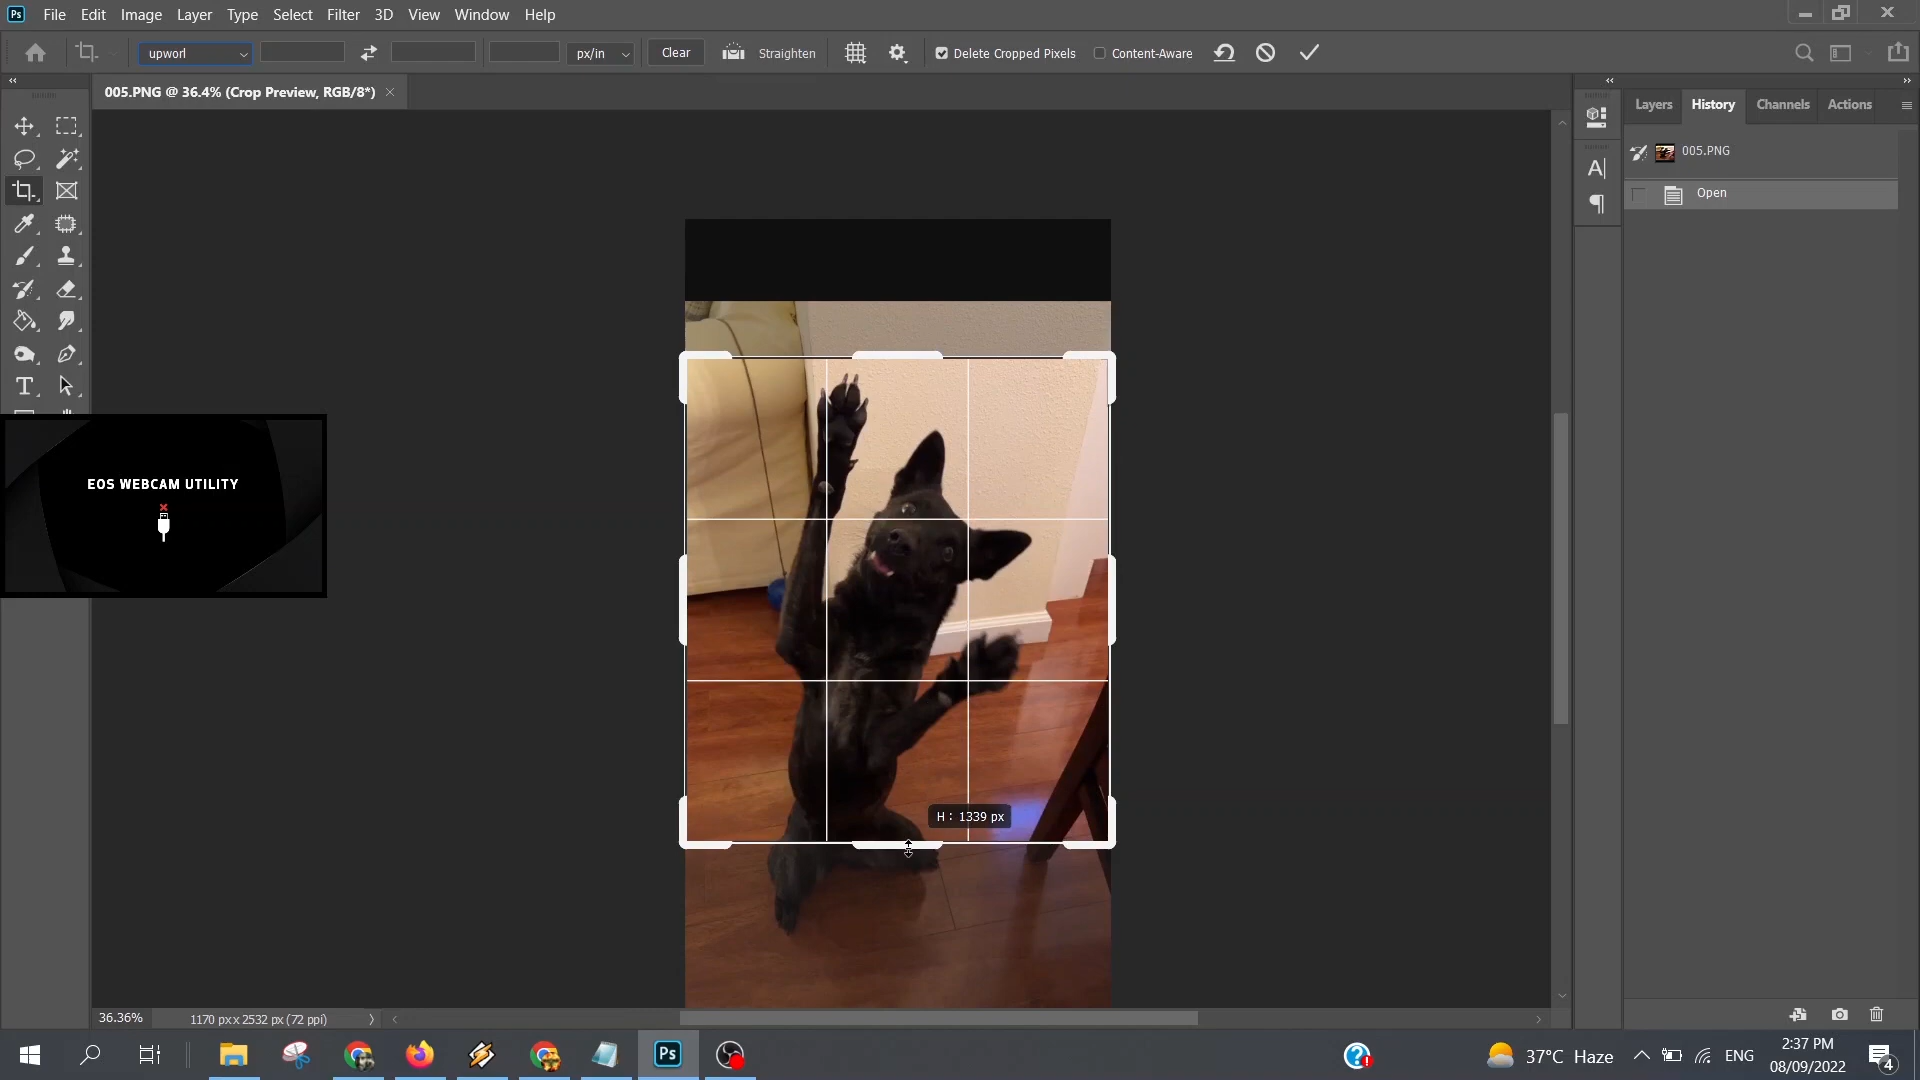 Ps File Edit Image Layer Type Select Filter 3D View Window Help
upworl px/in Clear Straighten Delete Cropped Pixels Content-Aware
005.PNG @ 36.4% (Crop Preview, RGB/8*)
Layers History Channels Actions
005.PNG
Open
EOS WEBCAM UTILITY
H : 1339 px
36.36% 1170 px x 2532 px (72 ppi)
Ps 37°C Haze ENG 2:37 PM
08/09/2022 4